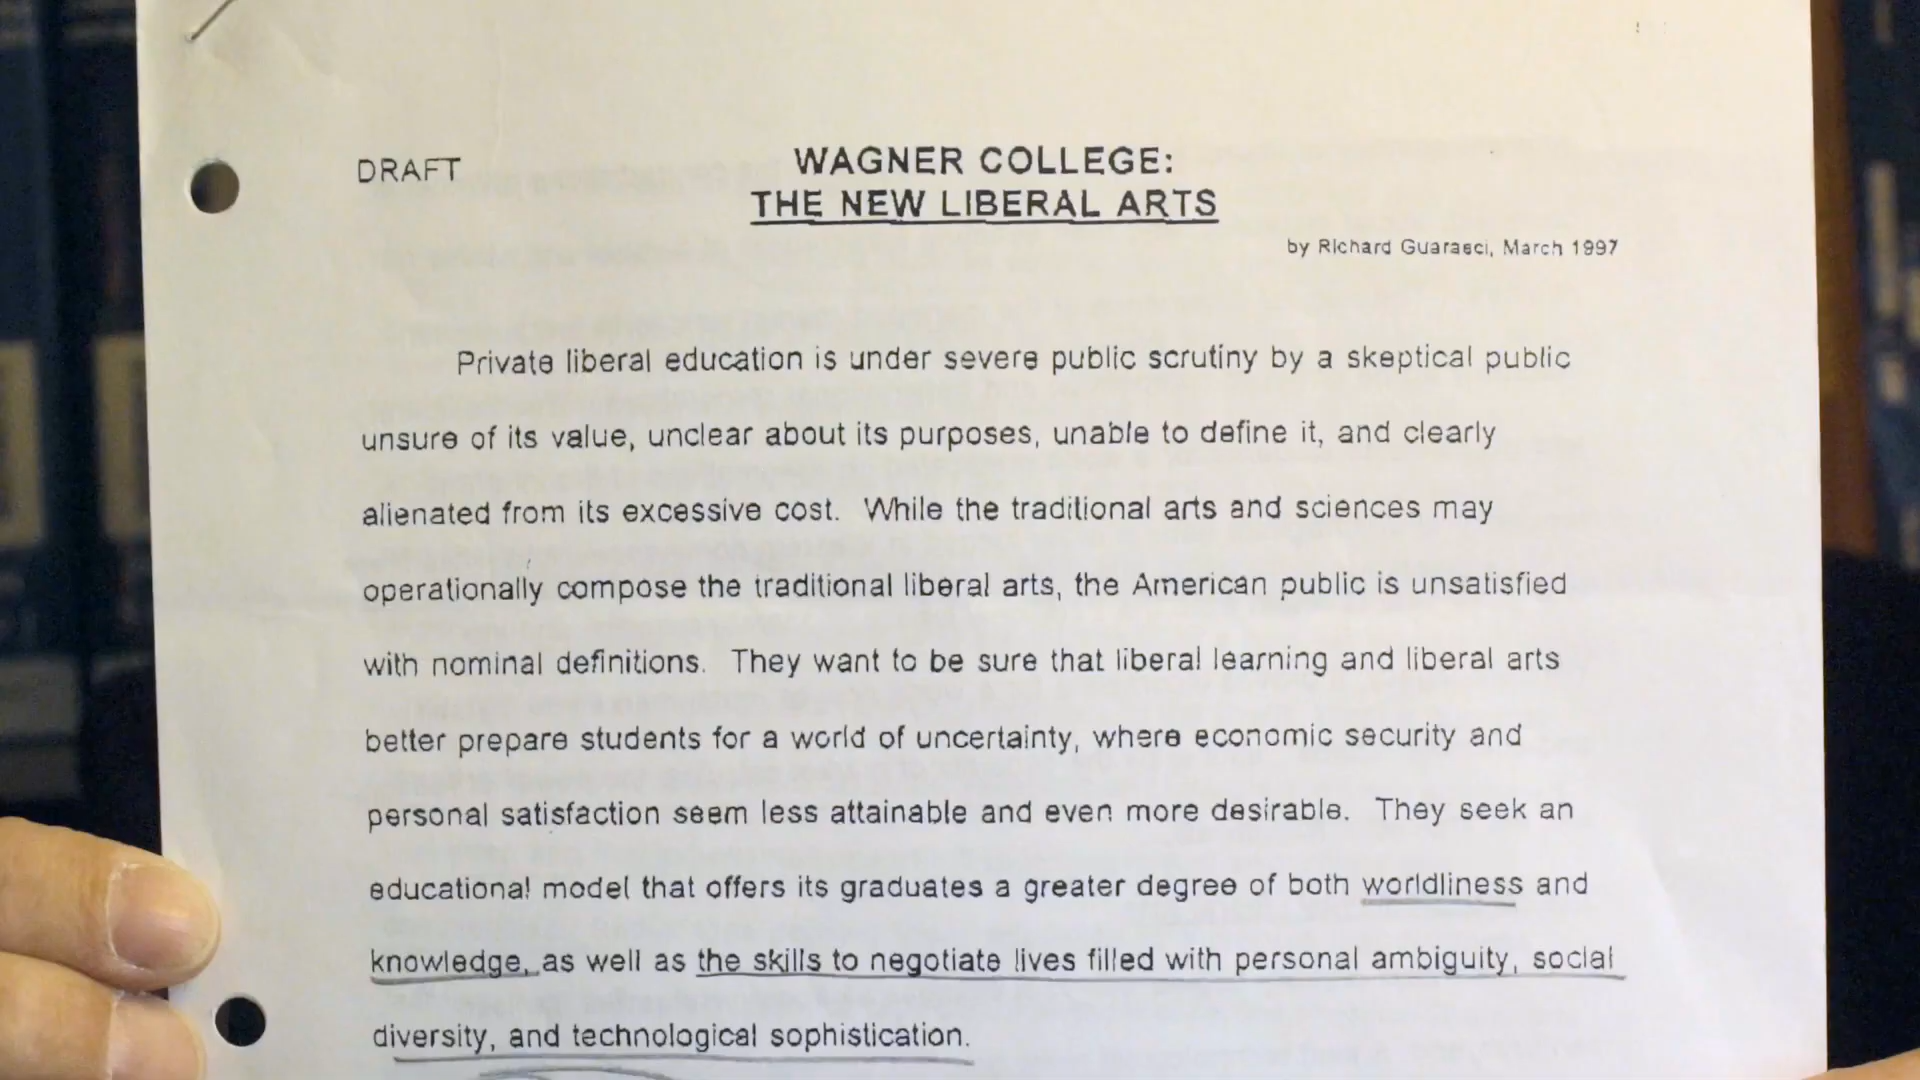 DRAFT
WAGNER COLLEGE:
THE NEW LIBERAL ARTS
by Richard Guarasci, March 1997
Private liberal education is under severe public scrutiny by a skeptical public
unsure of its value, unclear about its purposes, unable to define it, and clearly
alienated from its excessive cost. While the traditional arts and sciences may
operationally compose the traditional liberal arts, the American public is unsatisfied
with nominal definitions. They want to be sure that liberal learning and liberal arts
better prepare students for a world of uncertainty, where economic security and
personal satisfaction seem less attainable and even more desirable. They seek an
educational model that offers its graduates a greater degree of both worldliness and
knowledge, as well as the skills to negotiate lives filled with personal ambiguity, social
diversity, and technological sophistication.